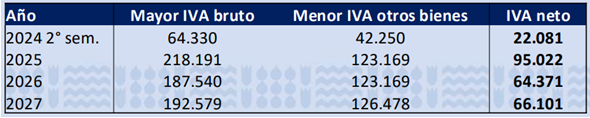 Año Mayor IVA bruto Menor IVA otros bienes IVA neto
2024 2° sem. 64.330 42.250 22.081
2025 218.191 123.169 95.022
2026 187.540 123.169 64.371
2027 192.579 126.478 66.101